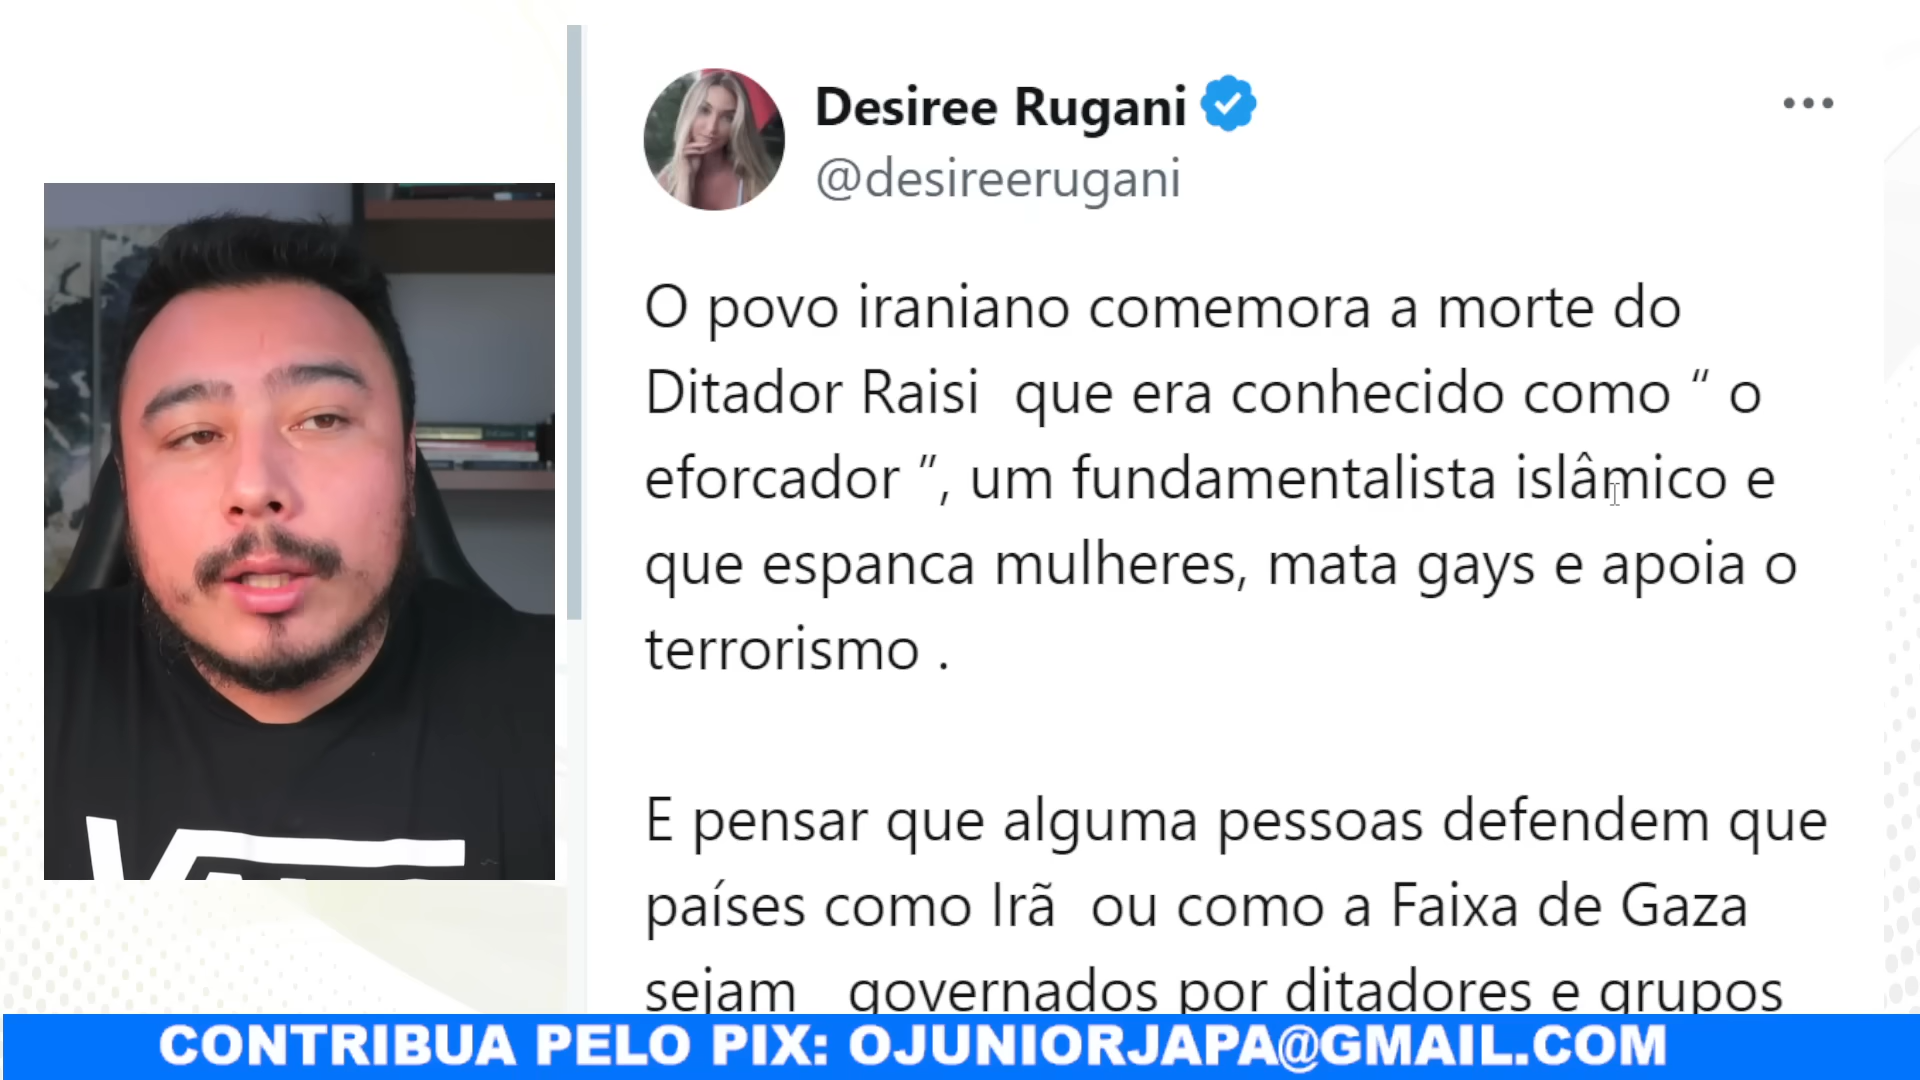 Desiree Rugani
@desireerugani
O povo iraniano comemora a morte do
Ditador Raisi que era conhecido como “ o
eforcador ”, um fundamentalista islâmico e
que espanca mulheres, mata gays e apoia o
terrorismo .
E pensar que alguma pessoas defendem que
países como Irã ou como a Faixa de Gaza
sejam governados por ditadores e grupos
CONTRIBUA PELO PIX: OJUNIORJAPA@GMAIL.COM